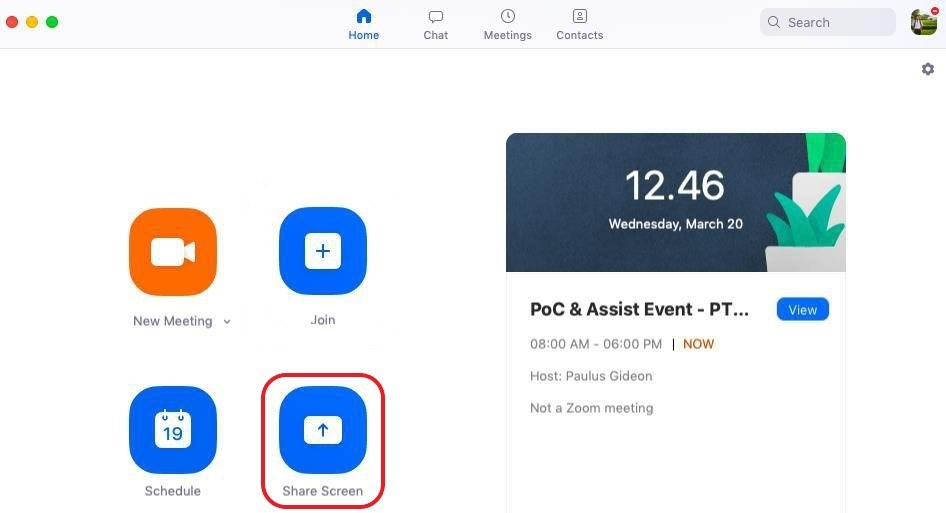 Home
Chat
Meetings
Contacts
Search
12.46
Wednesday, March 20
New Meeting
Join
PoC & Assist Event - PT...
View
08:00 AM - 06:00 PM | NOW
Host: Paulus Gideon
Not a Zoom meeting
19
Schedule
Share Screen